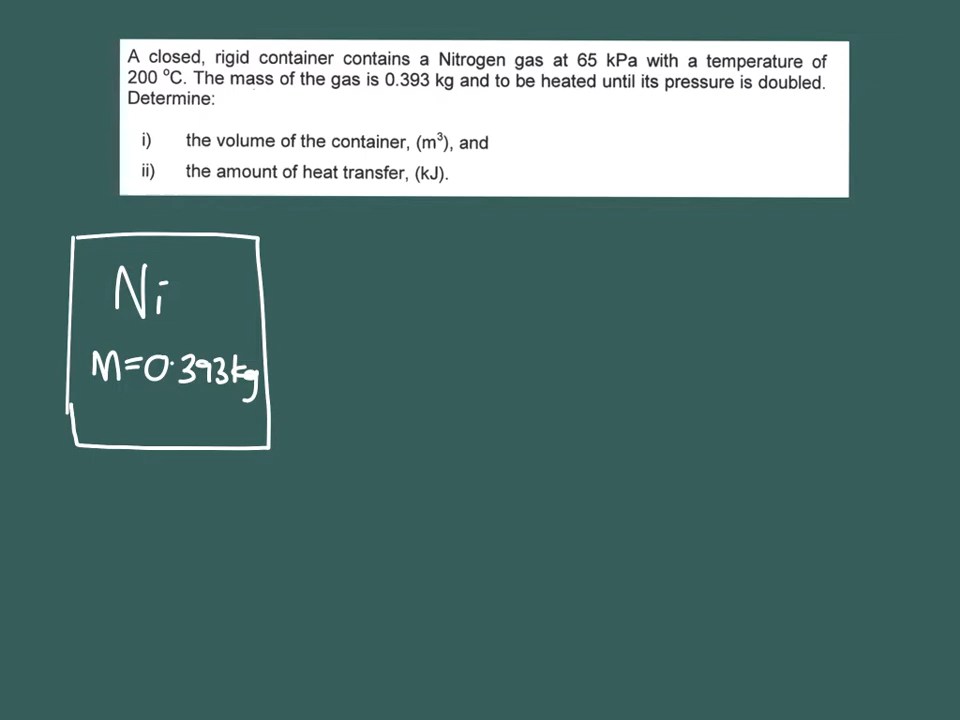 A closed, rigid container contains a Nitrogen gas at 65 kPa with a temperature of
200 °C. The mass of the gas is 0.393 kg and to be heated until its pressure is doubled.
Determine:
i) the volume of the container, (m³), and
ii) the amount of heat transfer, (kJ).
Ni
M=0.393kg